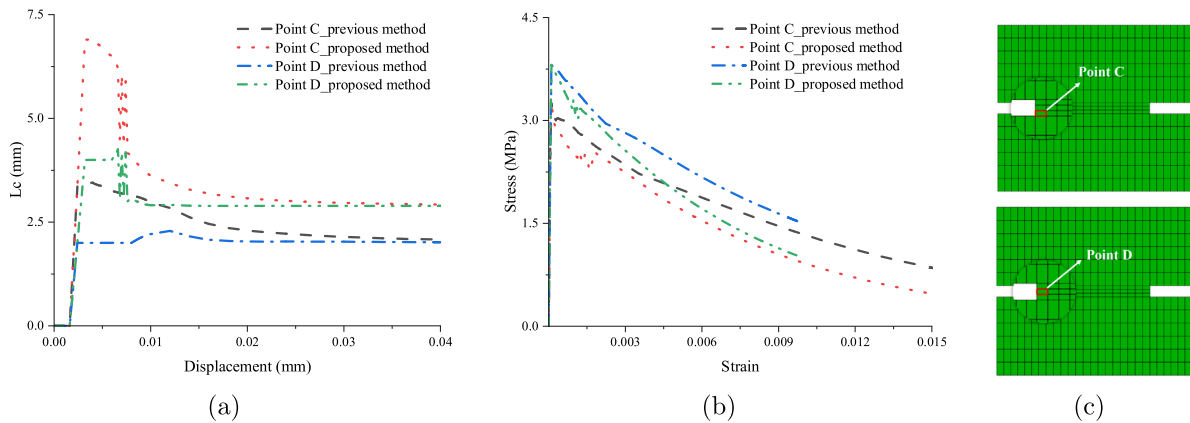 7.5
5.0
2.5
0.0
Lc (mm)
0.00
0.01
0.02
0.03
0.04
Displacement (mm)
Point C_previous method
Point C_proposed method
Point D_previous method
Point D_proposed method
(a)
4.5
3.0
1.5
0.0
Stress (MPa)
0.003
0.006
0.009
0.012
0.015
Strain
Point C_previous method
Point C_proposed method
Point D_previous method
Point D_proposed method
(b)
Point C
Point D
(c)